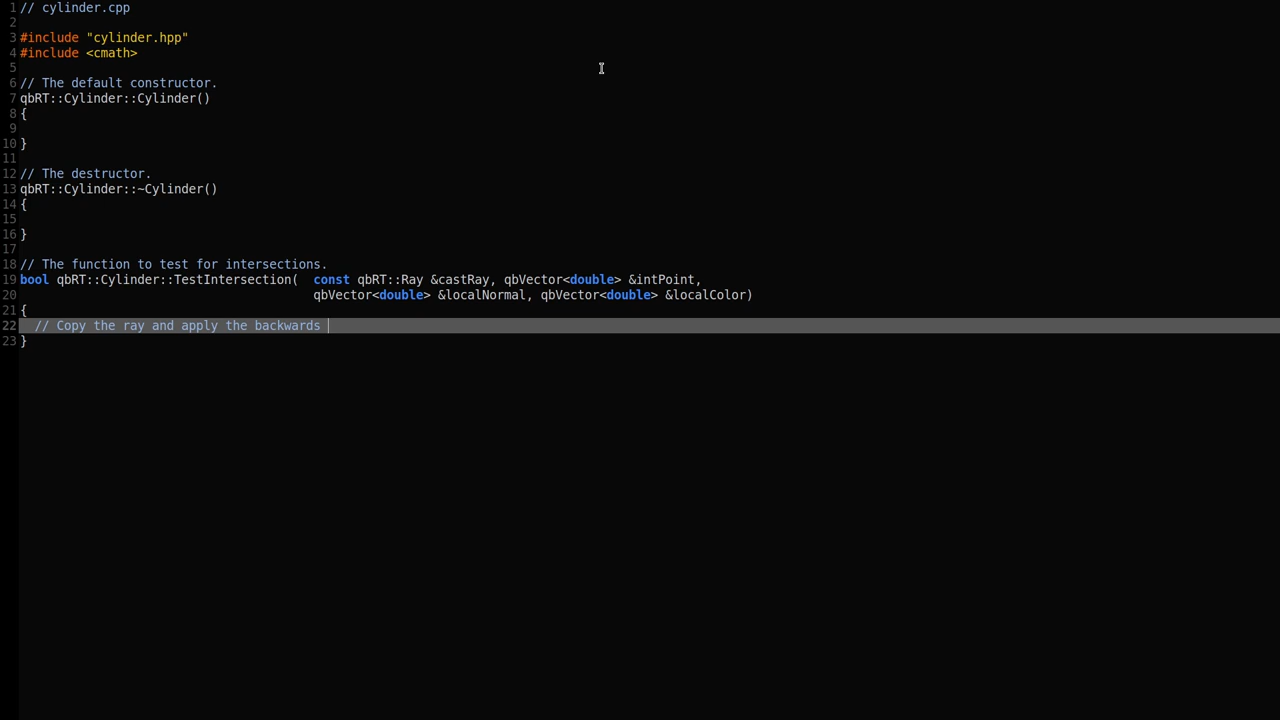 1 // cylinder.cpp
2
3 #include "cylinder.hpp"
4 #include <cmath>
5
6 // The default constructor.
7 qbRT::Cylinder::Cylinder()
8 {
9
10 }
11
12 // The destructor.
13 qbRT::Cylinder::~Cylinder()
14 {
15
16 }
17
18 // The function to test for intersections.
19 bool qbRT::Cylinder::TestIntersection(  const qbRT::Ray &castRay, qbVector<double> &intPoint,
20                                         qbVector<double> &localNormal, qbVector<double> &localColor)
21 {
22   // Copy the ray and apply the backwards
23 }